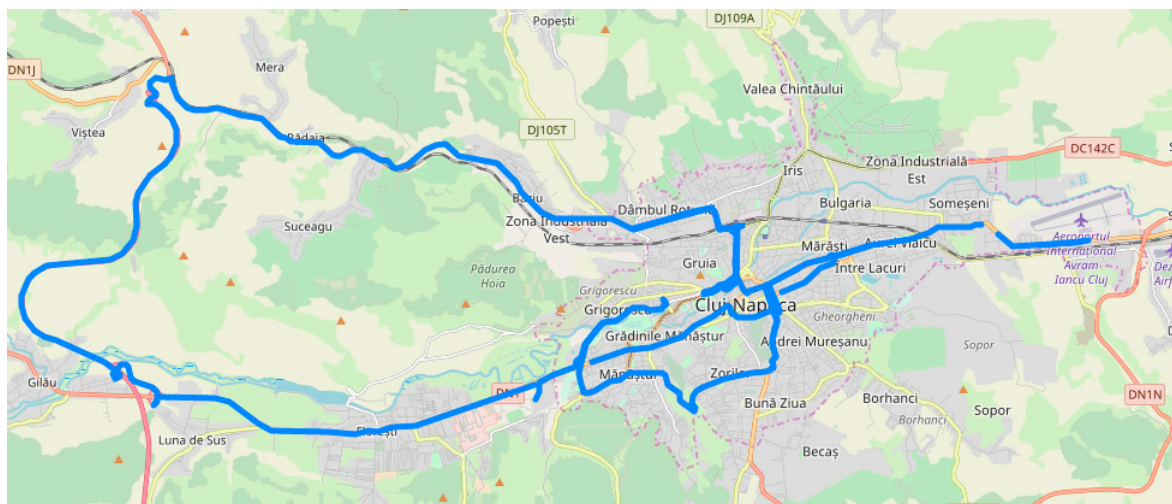 DJ109A
Popești
DN1J
Mera
Valea Chintăului
Viștea
DJ105T
DC142C
Zona Industrială
Est
Iris
Baciu
Dâmbul Rotund
Bulgaria
Someșeni
Suceagu
Zona Industrială
Vest
Mărăști
Aurel Vlaicu
Aeroportul
Internațional
Avram
Iancu Cluj
Gruia
Între Lacuri
Pădurea
Hoia
Grigorescu
Grigorescu
Cluj-Napoca
Gheorgheni
Grădinile Mănăștur
Andrei Mureșanu
Sopor
Gilău
Mănăștur
Zorilor
DN1
Bună Ziua
Borhanci
Borhanci
Sopor
DN1N
Florești
Luna de Sus
Becaș